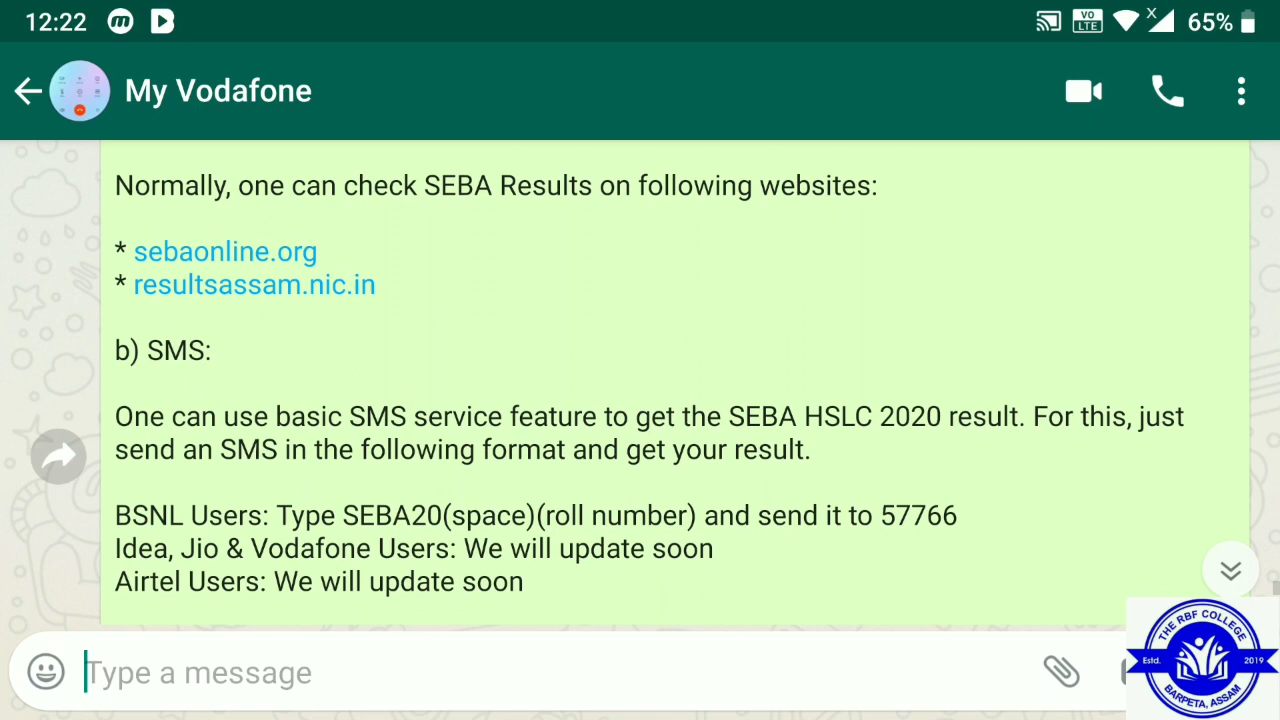 12:22
VO LTE
X
65%
My Vodafone
Normally, one can check SEBA Results on following websites:
* sebaonline.org
* resultsassam.nic.in
b) SMS:
One can use basic SMS service feature to get the SEBA HSLC 2020 result. For this, just
send an SMS in the following format and get your result.
BSNL Users: Type SEBA20(space)(roll number) and send it to 57766
Idea, Jio & Vodafone Users: We will update soon
Airtel Users: We will update soon
Type a message
THE RBF COLLEGE
Estd. 2019
BARPETA, ASSAM